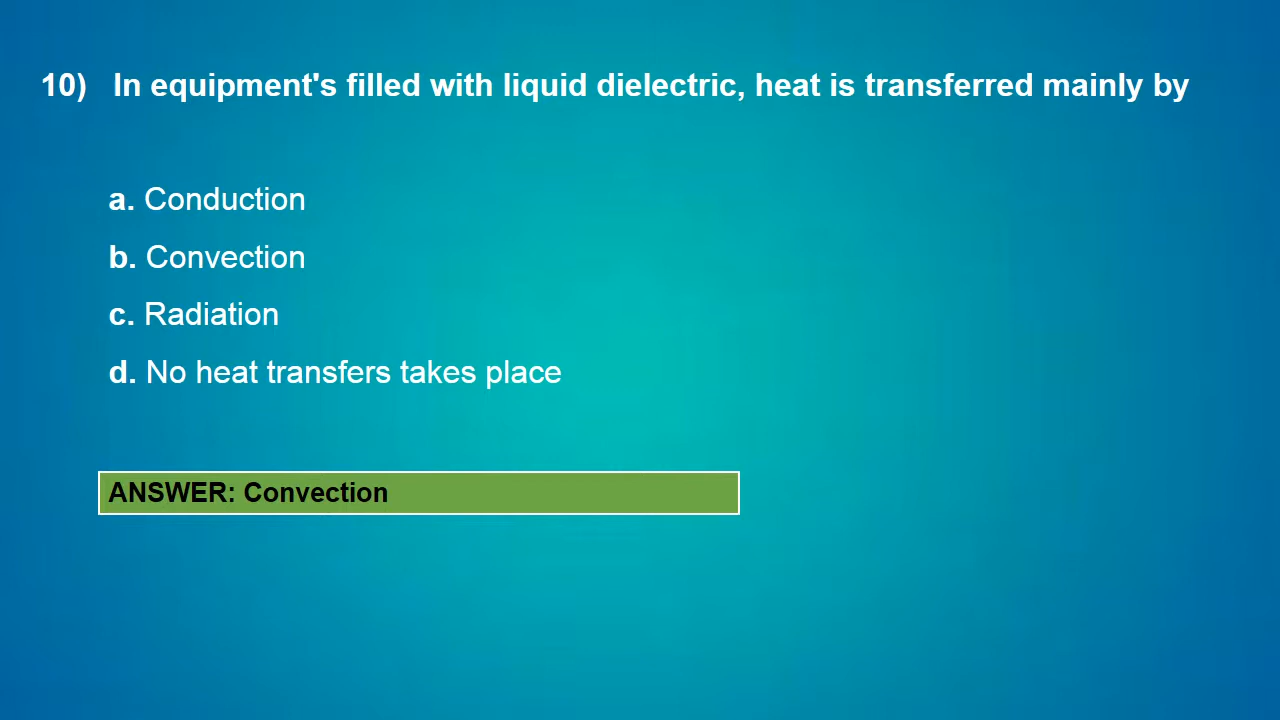 10) In equipment's filled with liquid dielectric, heat is transferred mainly by
a. Conduction
b. Convection
c. Radiation
d. No heat transfers takes place
ANSWER: Convection